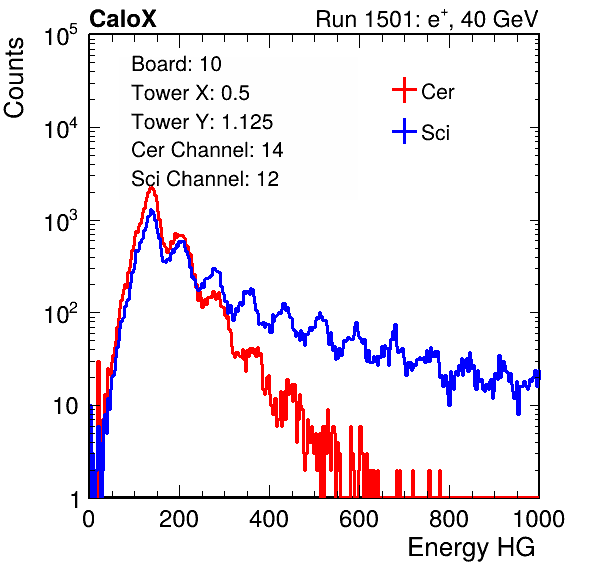 CaloX Run 1501: e⁺, 40 GeV
Counts
Board: 10
Tower X: 0.5
Tower Y: 1.125
Cer Channel: 14
Sci Channel: 12
Cer
Sci
10⁵
10⁴
10³
10²
10
1
0 200 400 600 800 1000
Energy HG